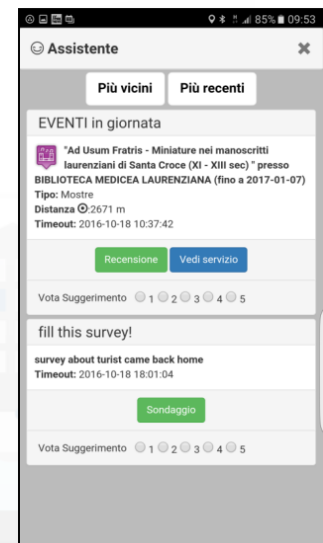 85% 09:53
Assistente
Più vicini Più recenti
EVENTI in giornata
"Ad Usum Fratris - Miniature nei manoscritti
laurenziani di Santa Croce (XI - XIII sec) " presso
BIBLIOTECA MEDICEA LAURENZIANA (fino a 2017-01-07)
Tipo: Mostre
Distanza :2671 m
Timeout: 2016-10-18 10:37:42
Recensione Vedi servizio
Vota Suggerimento 1 2 3 4 5
fill this survey!
survey about turist came back home
Timeout: 2016-10-18 18:01:04
Sondaggio
Vota Suggerimento 1 2 3 4 5